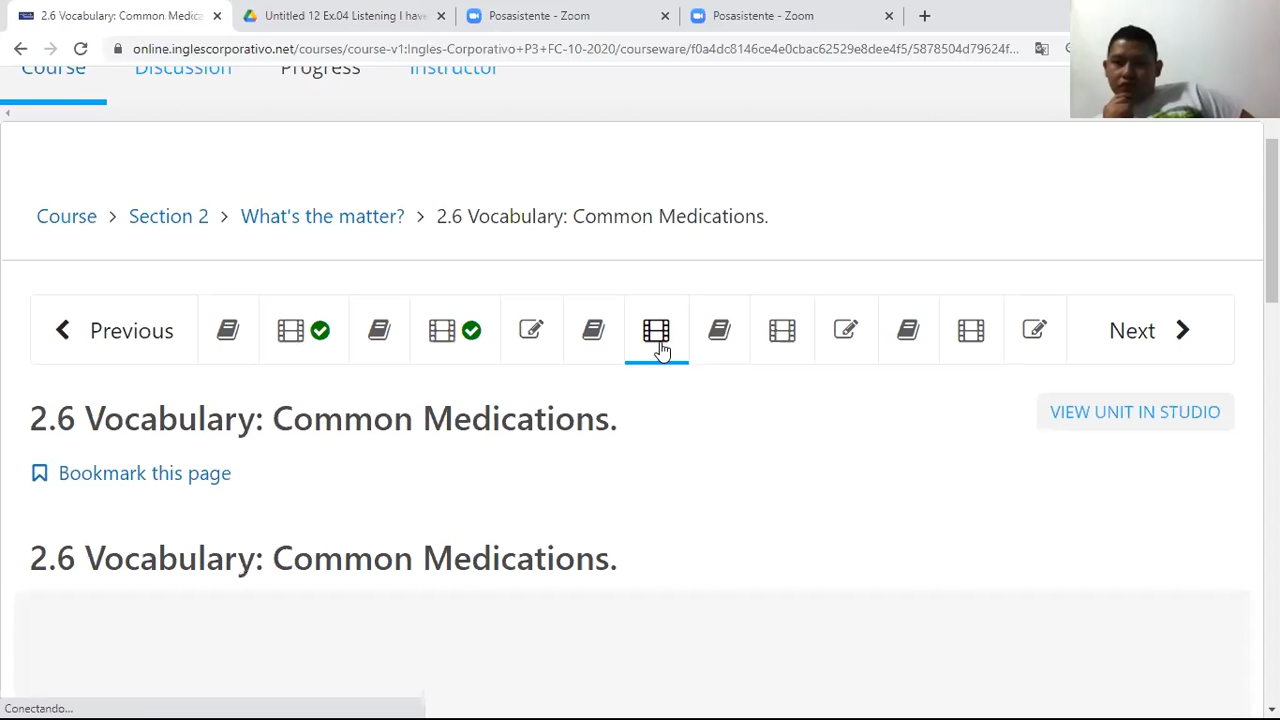 2.6 Vocabulary: Common Medica
Untitled 12 Ex.04 Listening I have
Posasistente - Zoom
Posasistente - Zoom
online.inglescorporativo.net/courses/course-v1:Ingles-Corporativo+P3+FC-10-2020/courseware/f0a4dc8146ce4e0cbac62529e8dee4f5/5878504d79624f...
Course Discussion Progress Instructor
Course > Section 2 > What's the matter? > 2.6 Vocabulary: Common Medications.
Previous
Next
2.6 Vocabulary: Common Medications.
VIEW UNIT IN STUDIO
Bookmark this page
2.6 Vocabulary: Common Medications.
Conectando...